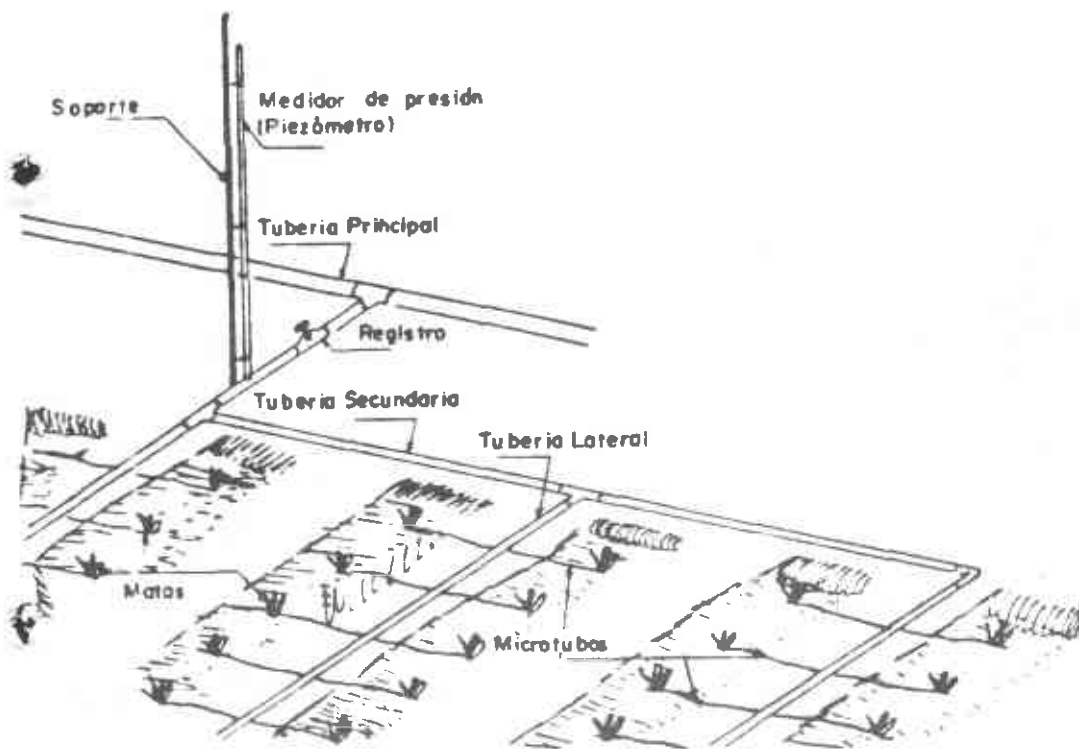 Soporte
Medidor de presión
(Piezómetro)
Tuberia Principal
Registro
Tuberia Secundaria
Tuberia Lateral
Matas
Microtubos